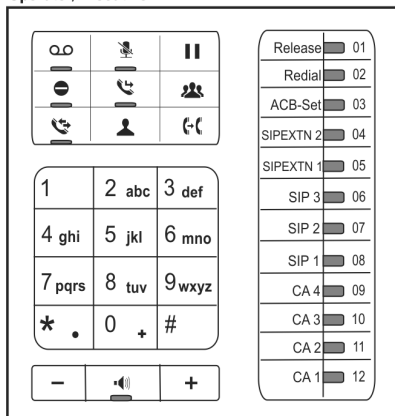 1
2 abc
3 def
4 ghi
5 jkl
6 mno
7 pqrs
8 tuv
9 wxyz
* .
0 +
#
- +
Release 01
Redial 02
ACB-Set 03
SIPEXTN 2 04
SIPEXTN 1 05
SIP 3 06
SIP 2 07
SIP 1 08
CA 4 09
CA 3 10
CA 2 11
CA 1 12